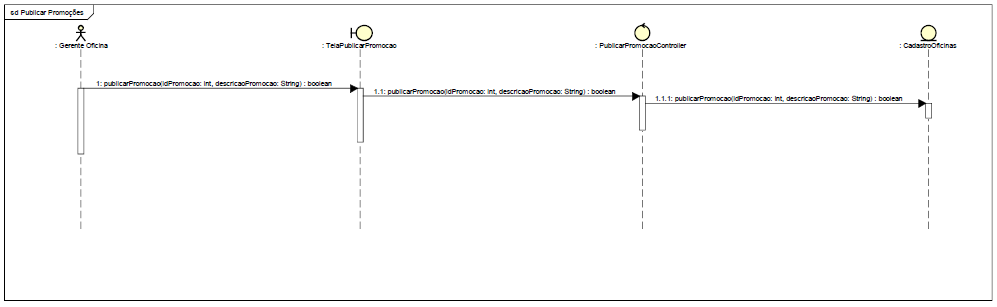 sd Publicar Promoções
: Gerente Oficina
: TelaPublicarPromocao
: PublicarPromocaoController
: CadastroOficinas
1: publicarPromocao(idPromocao: int, descricaoPromocao: String) : boolean
1.1: publicarPromocao(idPromocao: int, descricaoPromocao: String) : boolean
1.1.1: publicarPromocao(idPromocao: int, descricaoPromocao: String) : boolean